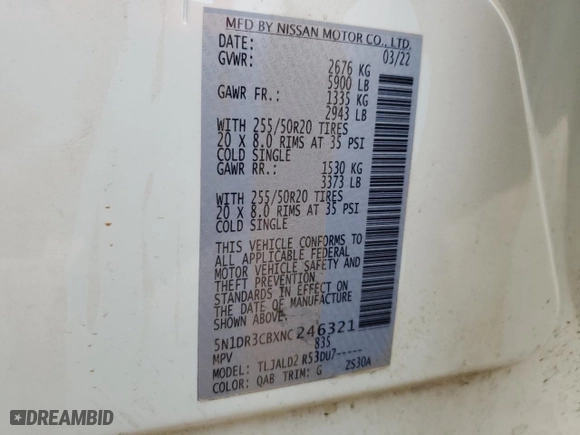 MFD BY NISSAN MOTOR CO., LTD.
DATE: 03/22
GVWR: 2676 KG
5900 LB
GAWR FR.: 1335 KG
2943 LB
WITH 255/50R20 TIRES
20 X 8.0 RIMS AT 35 PSI
COLD SINGLE
GAWR RR.: 1530 KG
3373 LB
WITH 255/50R20 TIRES
20 X 8.0 RIMS AT 35 PSI
COLD SINGLE
THIS VEHICLE CONFORMS TO
ALL APPLICABLE FEDERAL
MOTOR VEHICLE SAFETY AND
THEFT PREVENTION
STANDARDS IN EFFECT ON
THE DATE OF MANUFACTURE
SHOWN ABOVE.
5N1DR3CBXNC246321
MPV 835
MODEL: TLJALD2 R53DU7-----
COLOR: QAB TRIM: G ZS30A
DREAMBID